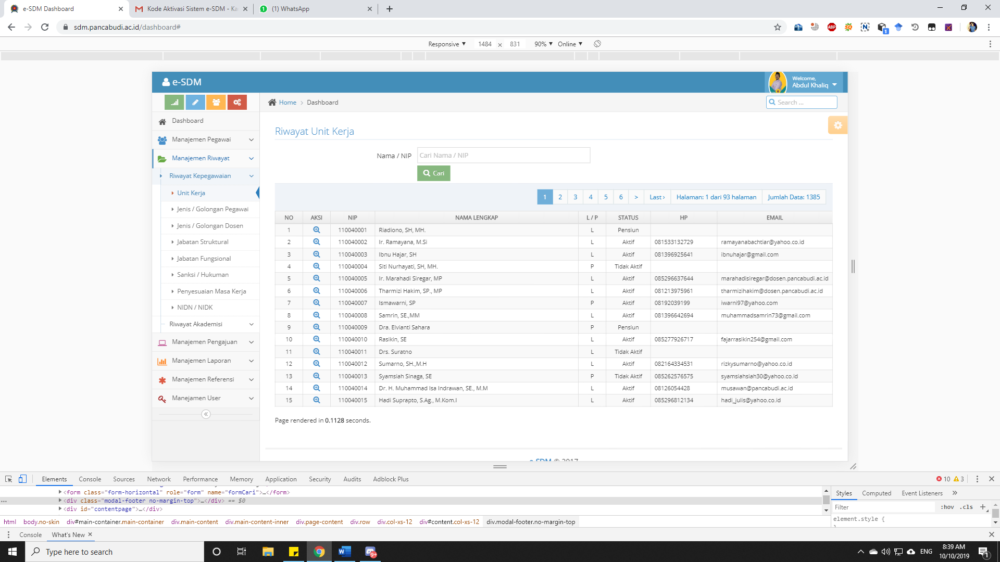 e-SDM Dashboard
Kode Aktivasi Sistem e-SDM - Ka
(1) WhatsApp
sdm.pancabudi.ac.id/dashboard#
Responsive 1484 x 831 90% Online
e-SDM
Welcome,
Abdul Khaliq
Home > Dashboard
Search ...
Dashboard
Manajemen Pegawai
Manajemen Riwayat
Riwayat Kepegawaian
Unit Kerja
Jenis / Golongan Pegawai
Jenis / Golongan Dosen
Jabatan Struktural
Jabatan Fungsional
Sanksi / Hukuman
Penyesuaian Masa Kerja
NIDN / NIDK
Riwayat Akademisi
Manajemen Pengajuan
Manajemen Laporan
Manajemen Referensi
Manejamen User
Riwayat Unit Kerja
Nama / NIP Cari Nama / NIP
Cari
1 2 3 4 5 6 > Last › Halaman: 1 dari 93 halaman Jumlah Data: 1385
NO AKSI NIP NAMA LENGKAP L / P STATUS HP EMAIL
1 110040001 Riadiono, SH, MH. L Pensiun
2 110040002 Ir. Ramayana, M.Si L Aktif 081533132729 ramayanabachtiar@yahoo.co.id
3 110040003 Ibnu Hajar, SH L Aktif 081396925641 ibnuhajar@gmail.com
4 110040004 Siti Nurhayati, SH, MH. P Tidak Aktif
5 110040005 Ir. Marahadi Siregar, MP L Aktif 085296637644 marahadisiregar@dosen.pancabudi.ac.id
6 110040006 Tharmizi Hakim, SP., MP L Aktif 081213975961 tharmizihakim@dosen.pancabudi.ac.id
7 110040007 Ismawarni, SP P Aktif 08192039199 iwarni97@yahoo.com
8 110040008 Samrin, SE.,MM L Aktif 081396642694 muhammadsamrin73@gmail.com
9 110040009 Dra. Elvianti Sahara P Pensiun
10 110040010 Rasikin, SE L Aktif 085277926717 fajarrasikin254@gmail.com
11 110040011 Drs. Suratno L Tidak Aktif
12 110040012 Sumarno, SH.,M.H L Aktif 082164334531 rizkysumarno@yahoo.co.id
13 110040013 Syamsiah Sinaga, SE P Tidak Aktif 085262576575 syamsiahsiah30@yahoo.co.id
14 110040014 Dr. H. Muhammad Isa Indrawan, SE., M.M L Aktif 08126054428 musawan@pancabudi.ac.id
15 110040015 Hadi Suprapto, S.Ag., M.Kom.I L Aktif 085296812134 hadi_julis@yahoo.co.id
Page rendered in 0.1128 seconds.
e-SDM © 2017
Elements Console Sources Network Performance Memory Application Security Audits Adblock Plus 10 3
<form class="form-horizontal" role="form" name="formCari">…</form>
<div class="modal-footer no-margin-top">…</div> == $0
<div id="contentpage">…</div>
html body.no-skin div#main-container.main-container div.main-content div.main-content-inner div.page-content div.row div.col-xs-12 div#content.col-xs-12 div.modal-footer.no-margin-top
Styles Computed Event Listeners »
Filter :hov .cls +
element.style {
Console What's New
Type here to search
9+
ENG
8:39 AM
10/10/2019
1